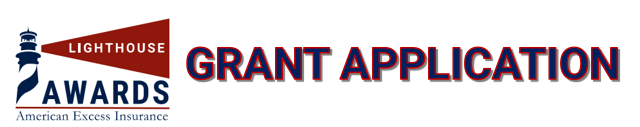 LIGHTHOUSE
AWARDS
American Excess Insurance
GRANT APPLICATION